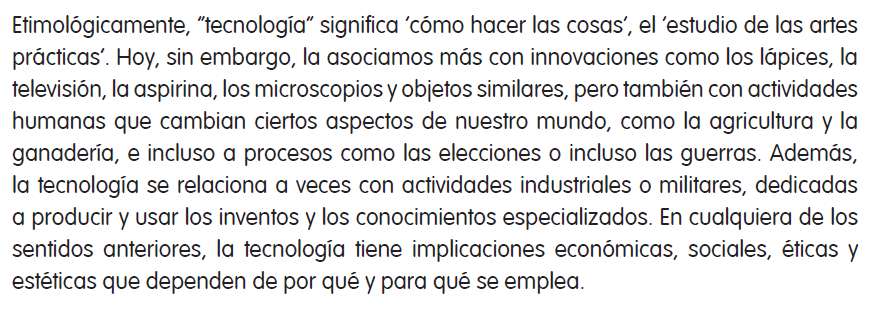 Etimológicamente, “tecnología” significa ‘cómo hacer las cosas’, el ‘estudio de las artes
prácticas’. Hoy, sin embargo, la asociamos más con innovaciones como los lápices, la
televisión, la aspirina, los microscopios y objetos similares, pero también con actividades
humanas que cambian ciertos aspectos de nuestro mundo, como la agricultura y la
ganadería, e incluso a procesos como las elecciones o incluso las guerras. Además,
la tecnología se relaciona a veces con actividades industriales o militares, dedicadas
a producir y usar los inventos y los conocimientos especializados. En cualquiera de los
sentidos anteriores, la tecnología tiene implicaciones económicas, sociales, éticas y
estéticas que dependen de por qué y para qué se emplea.